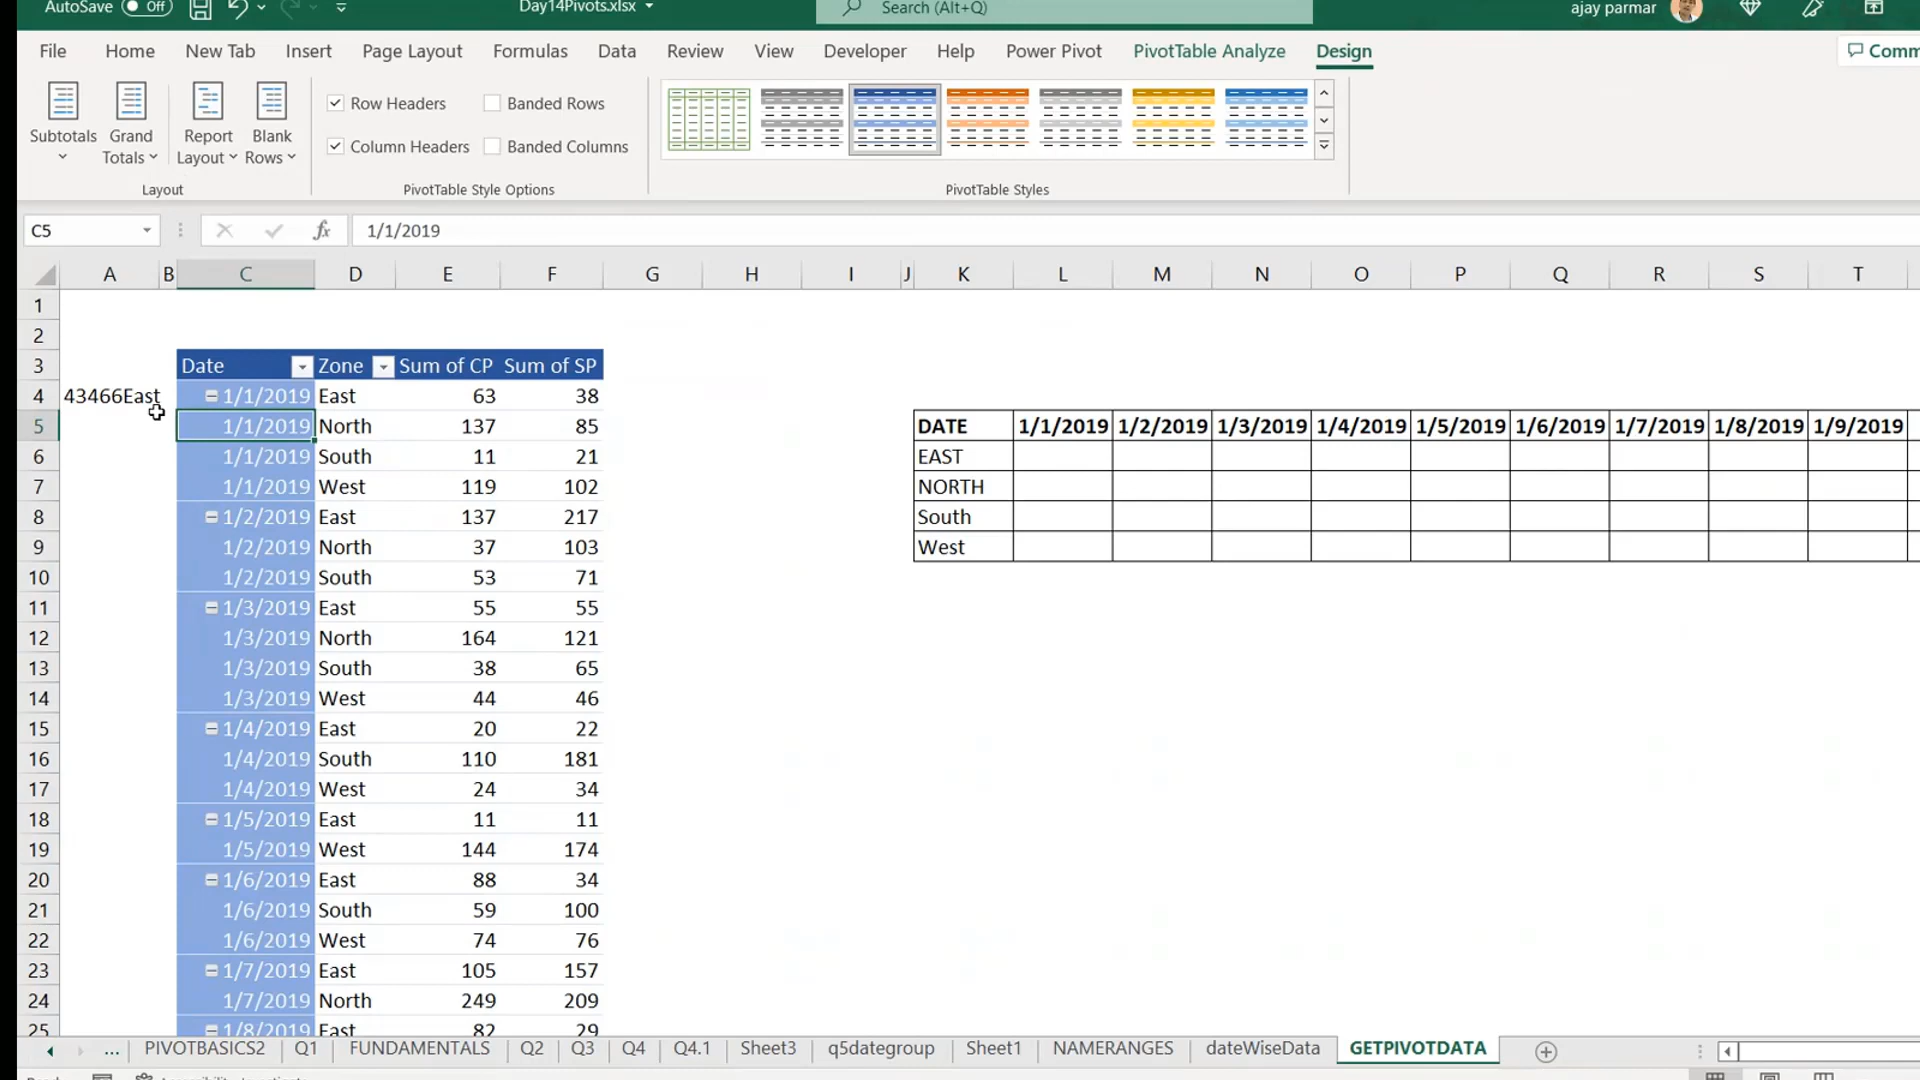 AutoSave Off Day14Pivots.xlsx Search (Alt+Q) ajay parmar
File Home New Tab Insert Page Layout Formulas Data Review View Developer Help Power Pivot PivotTable Analyze Design Comm
Row Headers Banded Rows
Subtotals Grand Report Blank
Totals Layout Rows
Column Headers Banded Columns
Layout PivotTable Style Options PivotTable Styles
C5 fx 1/1/2019
A B C D E F G H I J K L M N O P Q R S T
1
2
3 Date Zone Sum of CP Sum of SP
4 43466East 1/1/2019 East 63 38
5 1/1/2019 North 137 85 DATE 1/1/2019 1/2/2019 1/3/2019 1/4/2019 1/5/2019 1/6/2019 1/7/2019 1/8/2019 1/9/2019
6 1/1/2019 South 11 21 EAST
7 1/1/2019 West 119 102 NORTH
8 1/2/2019 East 137 217 South
9 1/2/2019 North 37 103 West
10 1/2/2019 South 53 71
11 1/3/2019 East 55 55
12 1/3/2019 North 164 121
13 1/3/2019 South 38 65
14 1/3/2019 West 44 46
15 1/4/2019 East 20 22
16 1/4/2019 South 110 181
17 1/4/2019 West 24 34
18 1/5/2019 East 11 11
19 1/5/2019 West 144 174
20 1/6/2019 East 88 34
21 1/6/2019 South 59 100
22 1/6/2019 West 74 76
23 1/7/2019 East 105 157
24 1/7/2019 North 249 209
25 1/8/2019 East 82 29
... PIVOTBASICS2 Q1 FUNDAMENTALS Q2 Q3 Q4 Q4.1 Sheet3 q5dategroup Sheet1 NAMERANGES dateWiseData GETPIVOTDATA